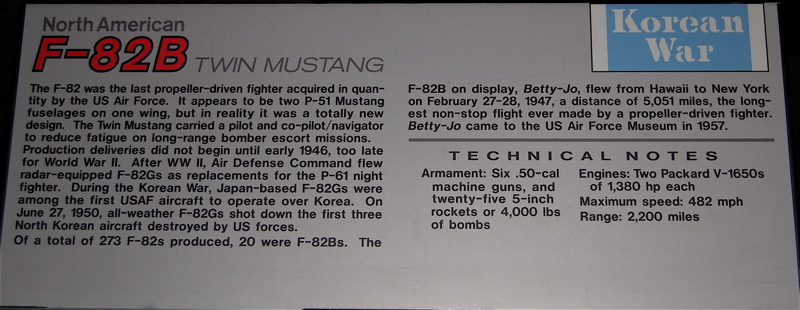 North American
F-82B TWIN MUSTANG
Korean
War
The F-82 was the last propeller-driven fighter acquired in quan-
tity by the US Air Force. It appears to be two P-51 Mustang
fuselages on one wing, but in reality it was a totally new
design. The Twin Mustang carried a pilot and co-pilot/navigator
to reduce fatigue on long-range bomber escort missions.
Production deliveries did not begin until early 1946, too late
for World War II. After WW II, Air Defense Command flew
radar-equipped F-82Gs as replacements for the P-61 night
fighter. During the Korean War, Japan-based F-82Gs were
among the first USAF aircraft to operate over Korea. On
June 27, 1950, all-weather F-82Gs shot down the first three
North Korean aircraft destroyed by US forces.
Of a total of 273 F-82s produced, 20 were F-82Bs. The
F-82B on display, Betty-Jo, flew from Hawaii to New York
on February 27-28, 1947, a distance of 5,051 miles, the long-
est non-stop flight ever made by a propeller-driven fighter.
Betty-Jo came to the US Air Force Museum in 1957.
TECHNICAL NOTES
Armament: Six .50-cal
machine guns, and
twenty-five 5-inch
rockets or 4,000 lbs
of bombs
Engines: Two Packard V-1650s
of 1,380 hp each
Maximum speed: 482 mph
Range: 2,200 miles